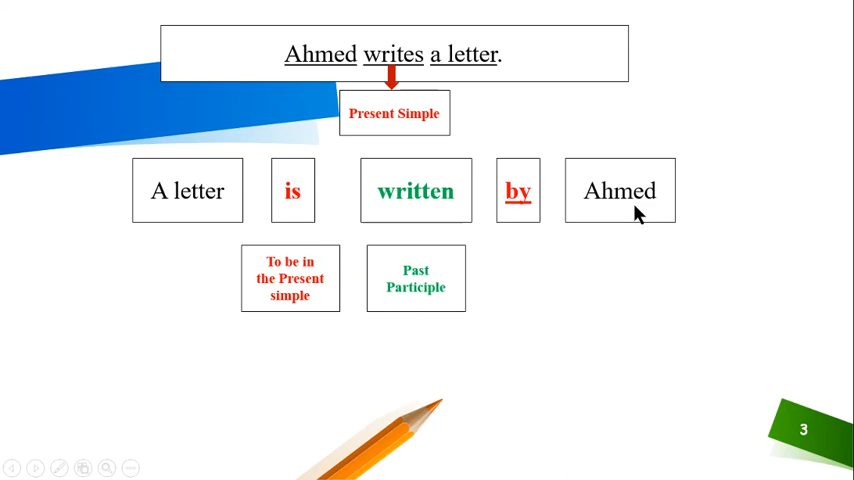 Ahmed writes a letter.
Present Simple
A letter is written by Ahmed
To be in
the Present
simple
Past
Participle
3